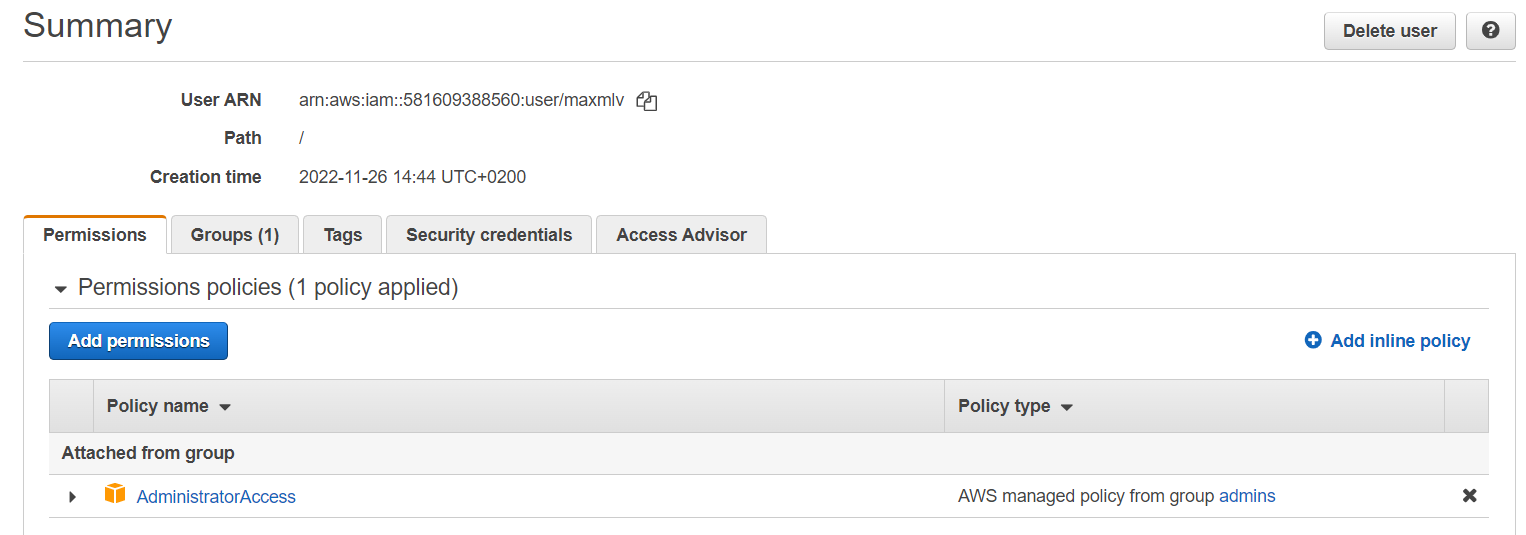 Summary
Delete user
User ARN arn:aws:iam::581609388560:user/maxmlv
Path /
Creation time 2022-11-26 14:44 UTC+0200
Permissions Groups (1) Tags Security credentials Access Advisor
Permissions policies (1 policy applied)
Add permissions Add inline policy
Policy name Policy type
Attached from group
AdministratorAccess AWS managed policy from group admins